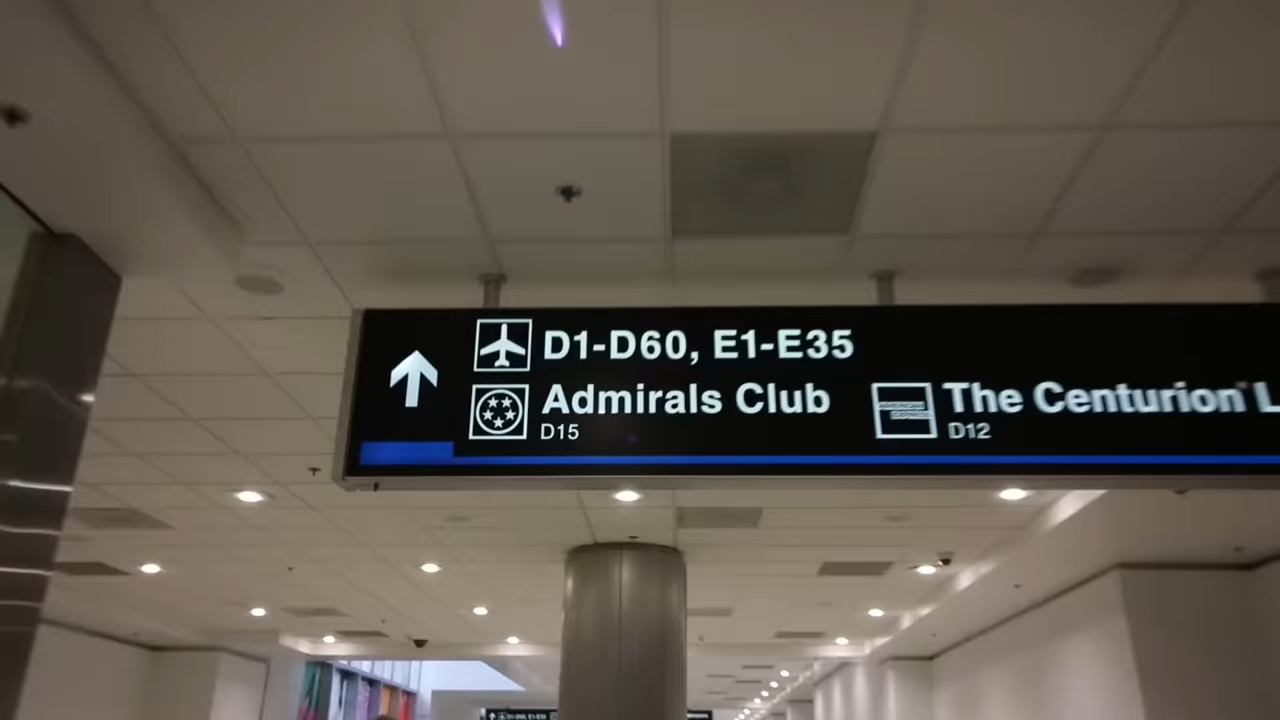 D1-D60, E1-E35
Admirals Club
D15
The Centurion L
D12